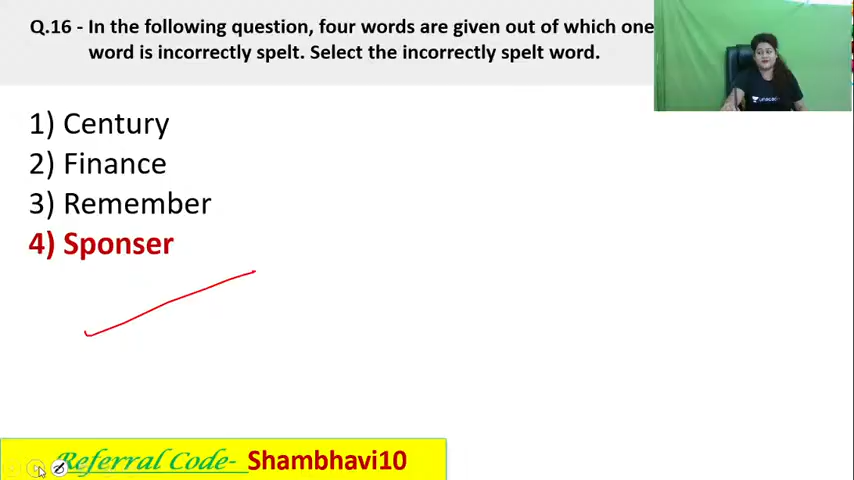 Q.16 - In the following question, four words are given out of which one
word is incorrectly spelt. Select the incorrectly spelt word.
1) Century
2) Finance
3) Remember
4) Sponser
Referral Code- Shambhavi10